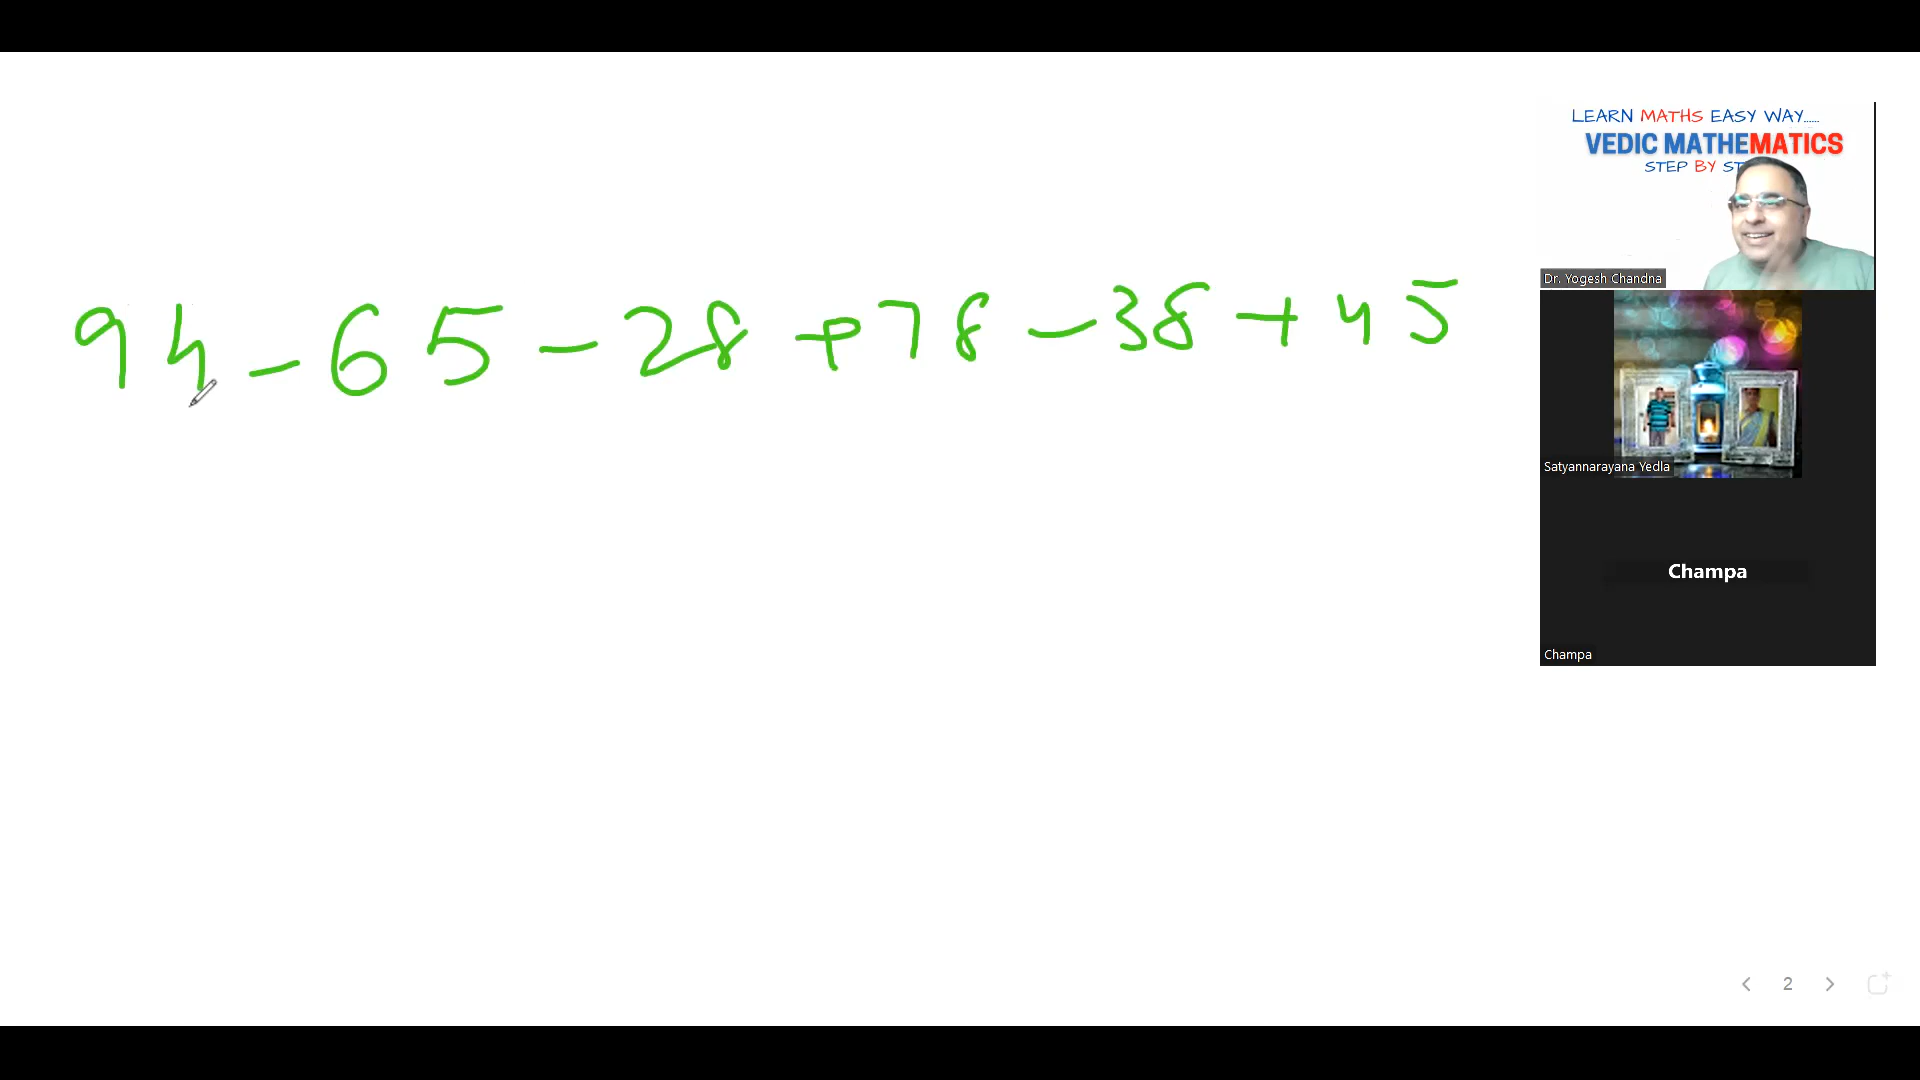 LEARN MATHS EASY WAY......
VEDIC MATHEMATICS
STEP BY ST
94 - 65 - 28 + 78 - 38 + 45
Dr. Yogesh Chandna
Satyannarayana Yedla
Champa
Champa
2